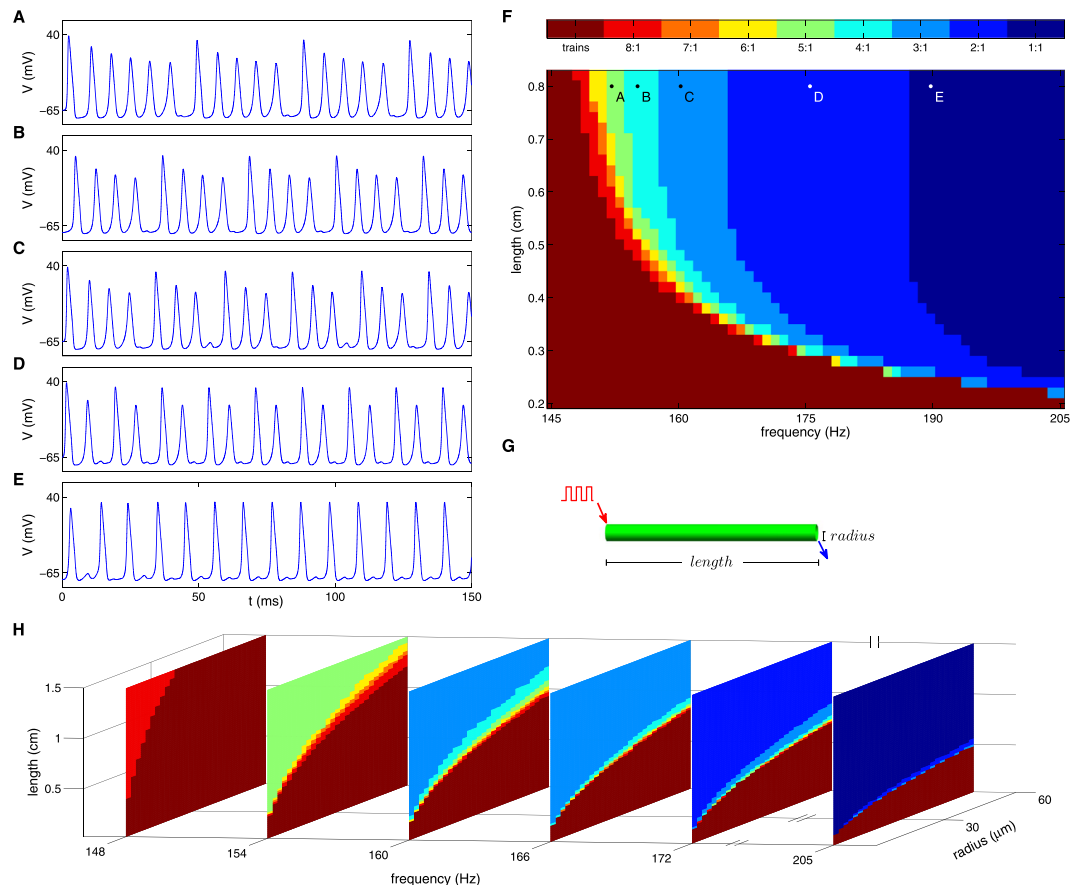 A
V (mV)
40
−65
B
V (mV)
40
−65
C
V (mV)
40
−65
D
V (mV)
40
−65
E
V (mV)
40
−65
0 50 100 150
t (ms)
F
trains 8:1 7:1 6:1 5:1 4:1 3:1 2:1 1:1
A B C D E
length (cm)
0.8
0.7
0.6
0.5
0.4
0.3
0.2
145 160 175 190 205
frequency (Hz)
G
radius
length
H
length (cm)
1.5
1
0.5
148 154 160 166 172 205
frequency (Hz)
60
30
radius (μm)